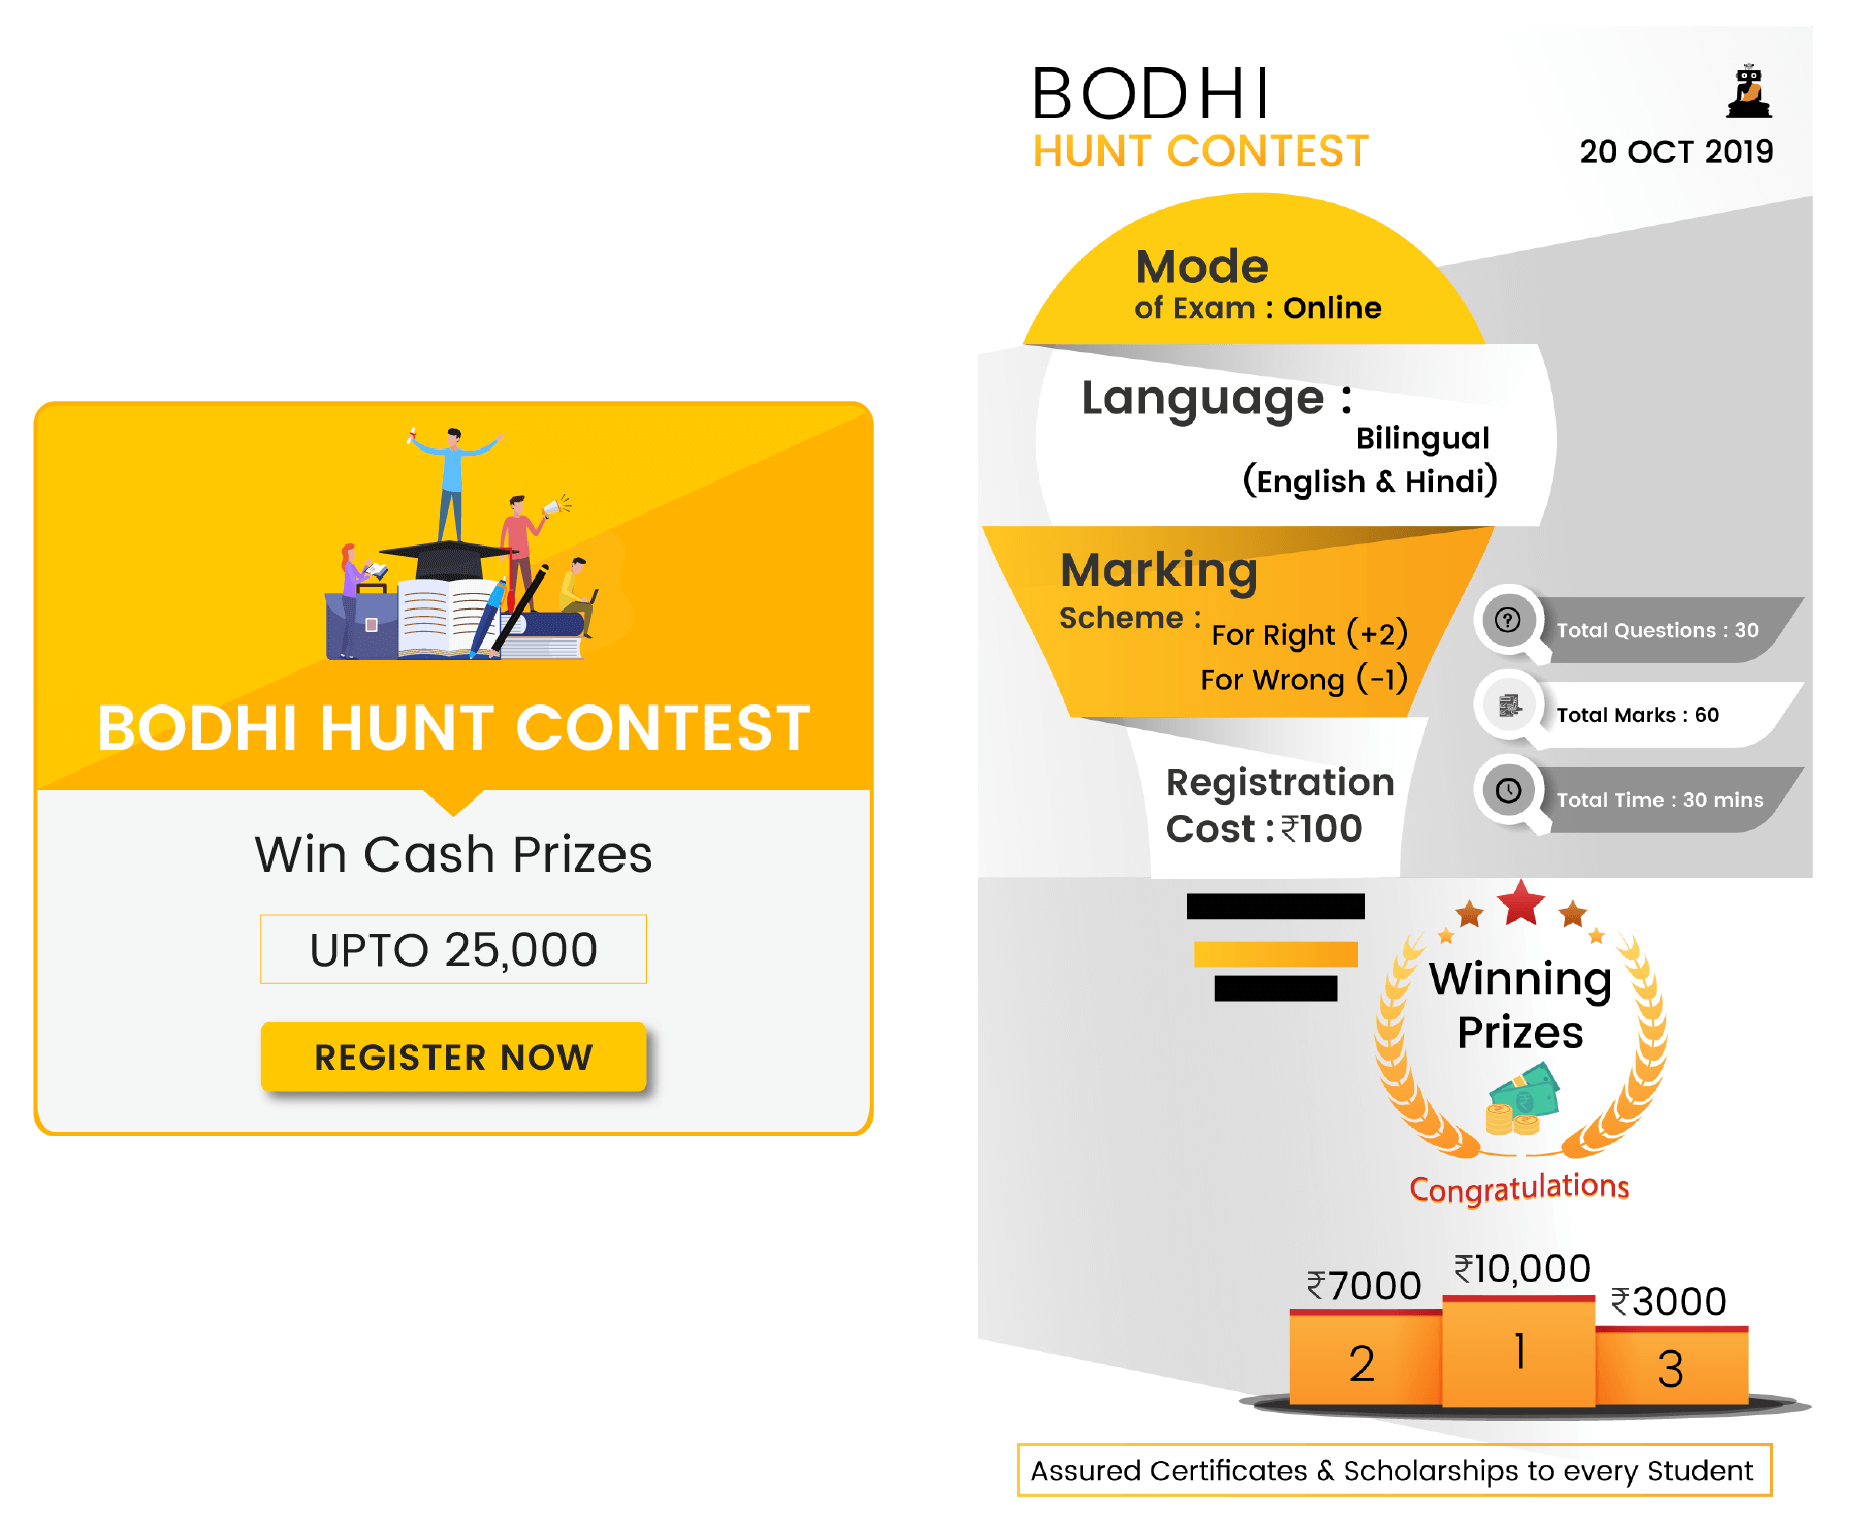 BODHI HUNT CONTEST
Win Cash Prizes
UPTO 25,000
REGISTER NOW
BODHI
HUNT CONTEST
20 OCT 2019
Mode
of Exam : Online
Language :
Bilingual
(English & Hindi)
Marking
Scheme :
For Right (+2)
For Wrong (-1)
Total Questions : 30
Total Marks : 60
Total Time : 30 mins
Registration
Cost : ₹100
Winning
Prizes
Congratulations
₹7000
₹10,000
₹3000
2
1
3
Assured Certificates & Scholarships to every Student